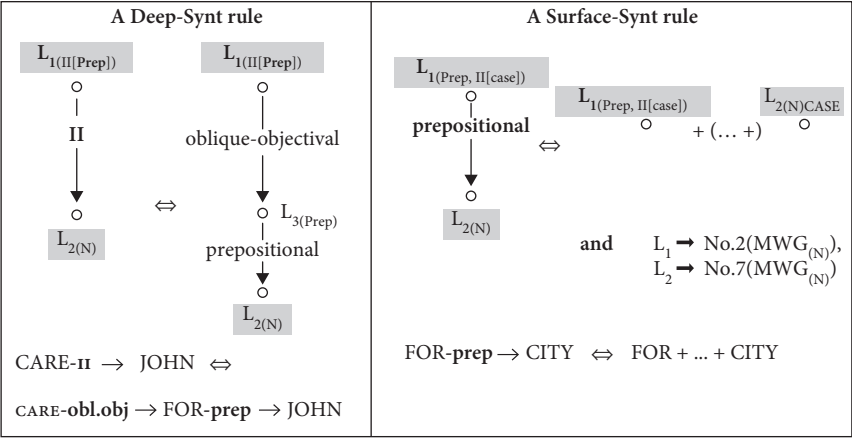 A Deep-Synt rule
L1(II[Prep]) L1(II[Prep])
II oblique-objectival
⇔ L3(Prep)
L2(N) prepositional
L2(N)
CARE-II → JOHN ⇔
CARE-obl.obj → FOR-prep → JOHN
A Surface-Synt rule
L1(Prep, II[case]) L1(Prep, II[case]) L2(N)CASE
prepositional ⇔ + (… +)
L2(N)
and L1 ➞ No.2(MWG(N)),
L2 ➞ No.7(MWG(N))
FOR-prep → CITY ⇔ FOR + ... + CITY